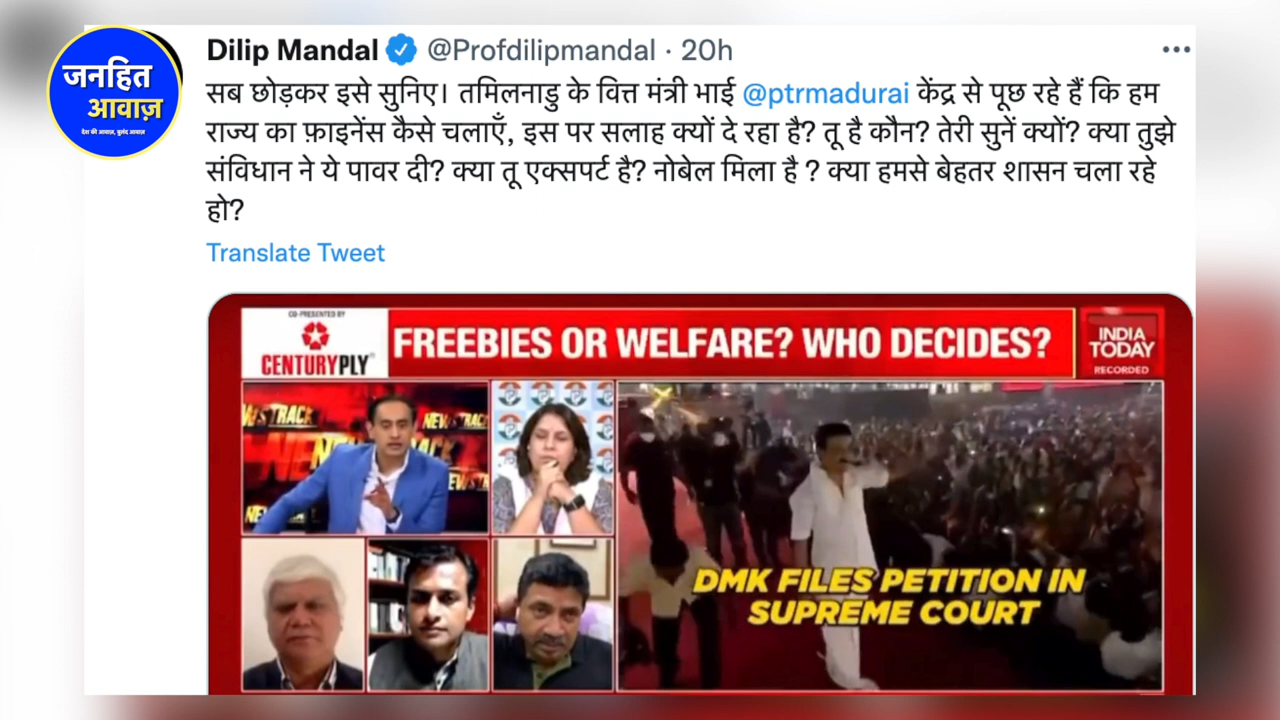 जनहित
आवाज़
देश की आवाज़, बुलंद आवाज़
Dilip Mandal @Profdilipmandal · 20h
सब छोड़कर इसे सुनिए। तमिलनाडु के वित्त मंत्री भाई @ptrmadurai केंद्र से पूछ रहे हैं कि हम
राज्य का फ़ाइनेंस कैसे चलाएँ, इस पर सलाह क्यों दे रहा है? तू है कौन? तेरी सुनें क्यों? क्या तुझे
संविधान ने ये पावर दी? क्या तू एक्सपर्ट है? नोबेल मिला है ? क्या हमसे बेहतर शासन चला रहे
हो?
Translate Tweet
CO-PRESENTED BY
CENTURYPLY
FREEBIES OR WELFARE? WHO DECIDES?
INDIA
TODAY
RECORDED
NEWSTRACK
DMK FILES PETITION IN
SUPREME COURT